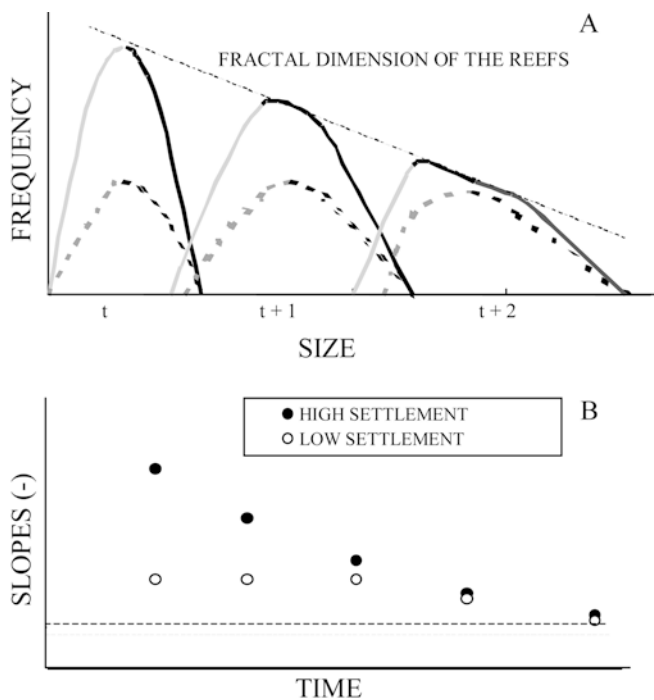 A
FRACTAL DIMENSION OF THE REEFS
FREQUENCY
t
t + 1
t + 2
SIZE
B
HIGH SETTLEMENT
LOW SETTLEMENT
SLOPES (-)
TIME